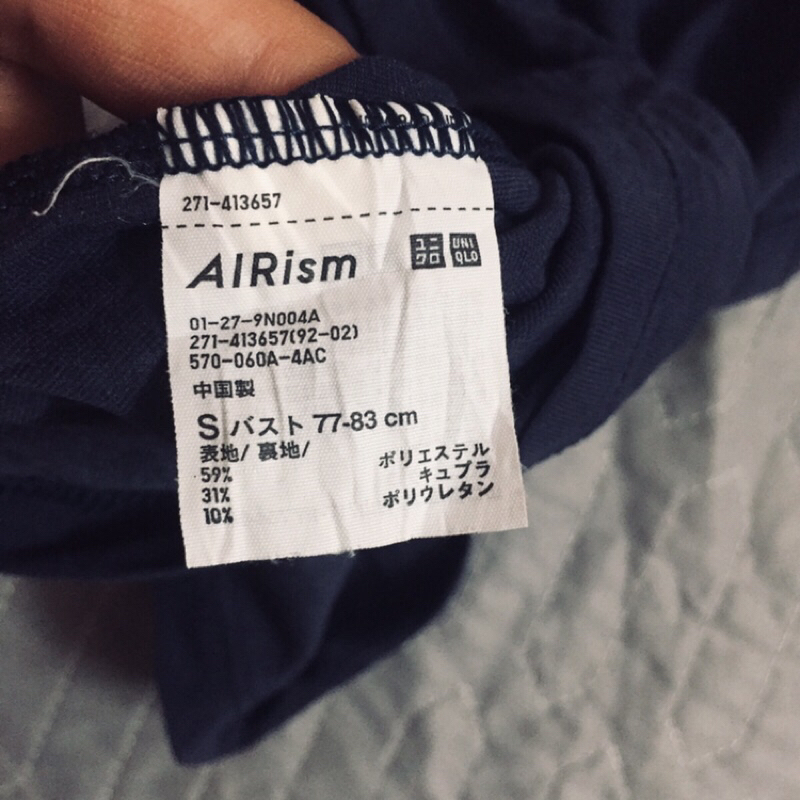 271-413657
AIRism ユニクロ UNIQLO
01-27-9N004A
271-413657(92-02)
570-060A-4AC
中国製
S バスト 77-83 cm
表地/ 裏地/
59% ポリエステル
31% キュプラ
10% ポリウレタン